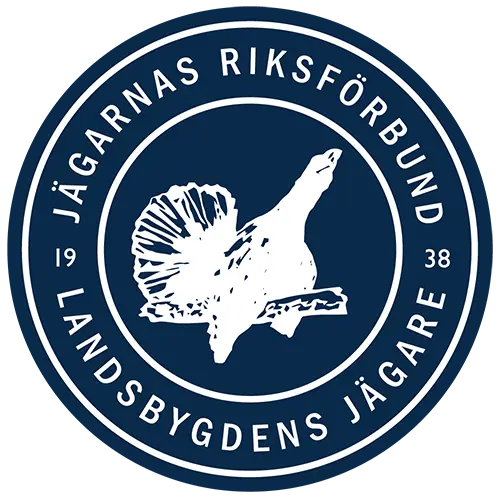 JÄGARNAS RIKSFÖRBUND
19 38
LANDSBYGDENS JÄGARE